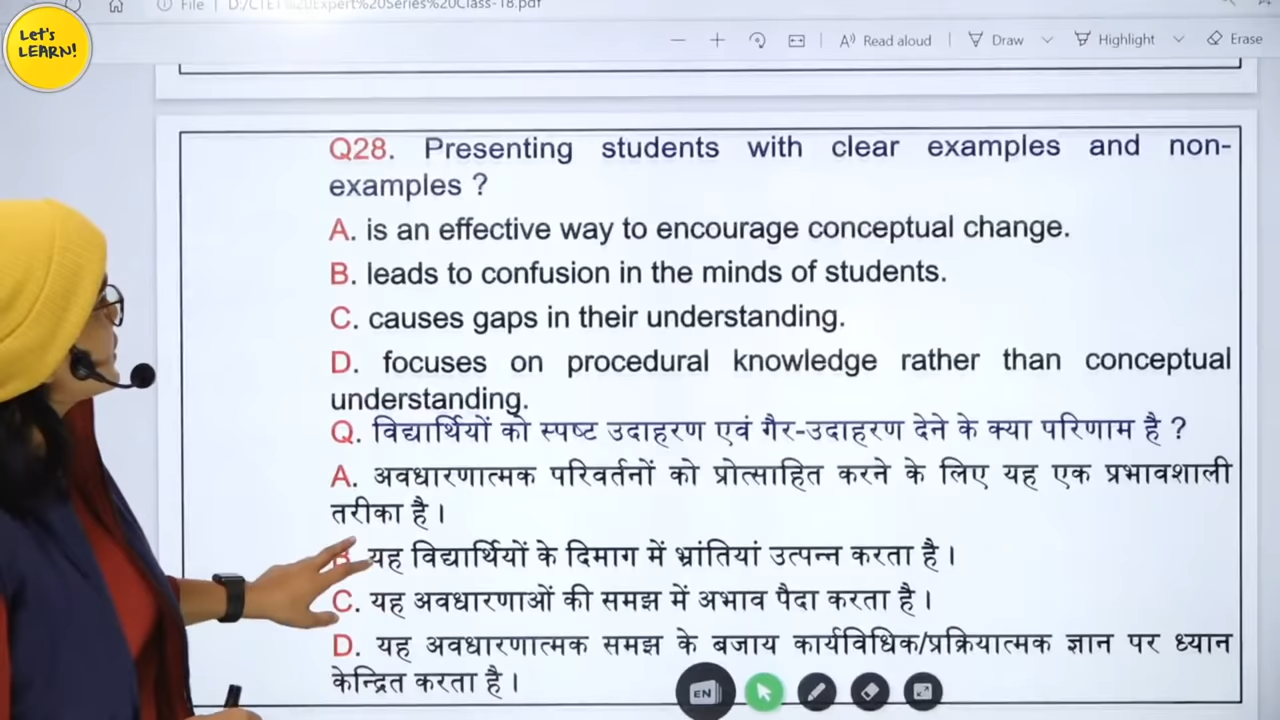 Let's
LEARN!
File
D:/CTET%20Expert%20Series%20Class-18.pdf
Read aloud
Draw
Highlight
Erase
Q28. Presenting students with clear examples and non-
examples ?
A. is an effective way to encourage conceptual change.
B. leads to confusion in the minds of students.
C. causes gaps in their understanding.
D. focuses on procedural knowledge rather than conceptual
understanding.
Q. विद्यार्थियों को स्पष्ट उदाहरण एवं गैर-उदाहरण देने के क्या परिणाम है ?
A. अवधारणात्मक परिवर्तनों को प्रोत्साहित करने के लिए यह एक प्रभावशाली
तरीका है ।
B. यह विद्यार्थियों के दिमाग में भ्रांतियां उत्पन्न करता है ।
C. यह अवधारणाओं की समझ में अभाव पैदा करता है ।
D. यह अवधारणात्मक समझ के बजाय कार्यविधिक/प्रक्रियात्मक ज्ञान पर ध्यान
केन्द्रित करता है ।
EN